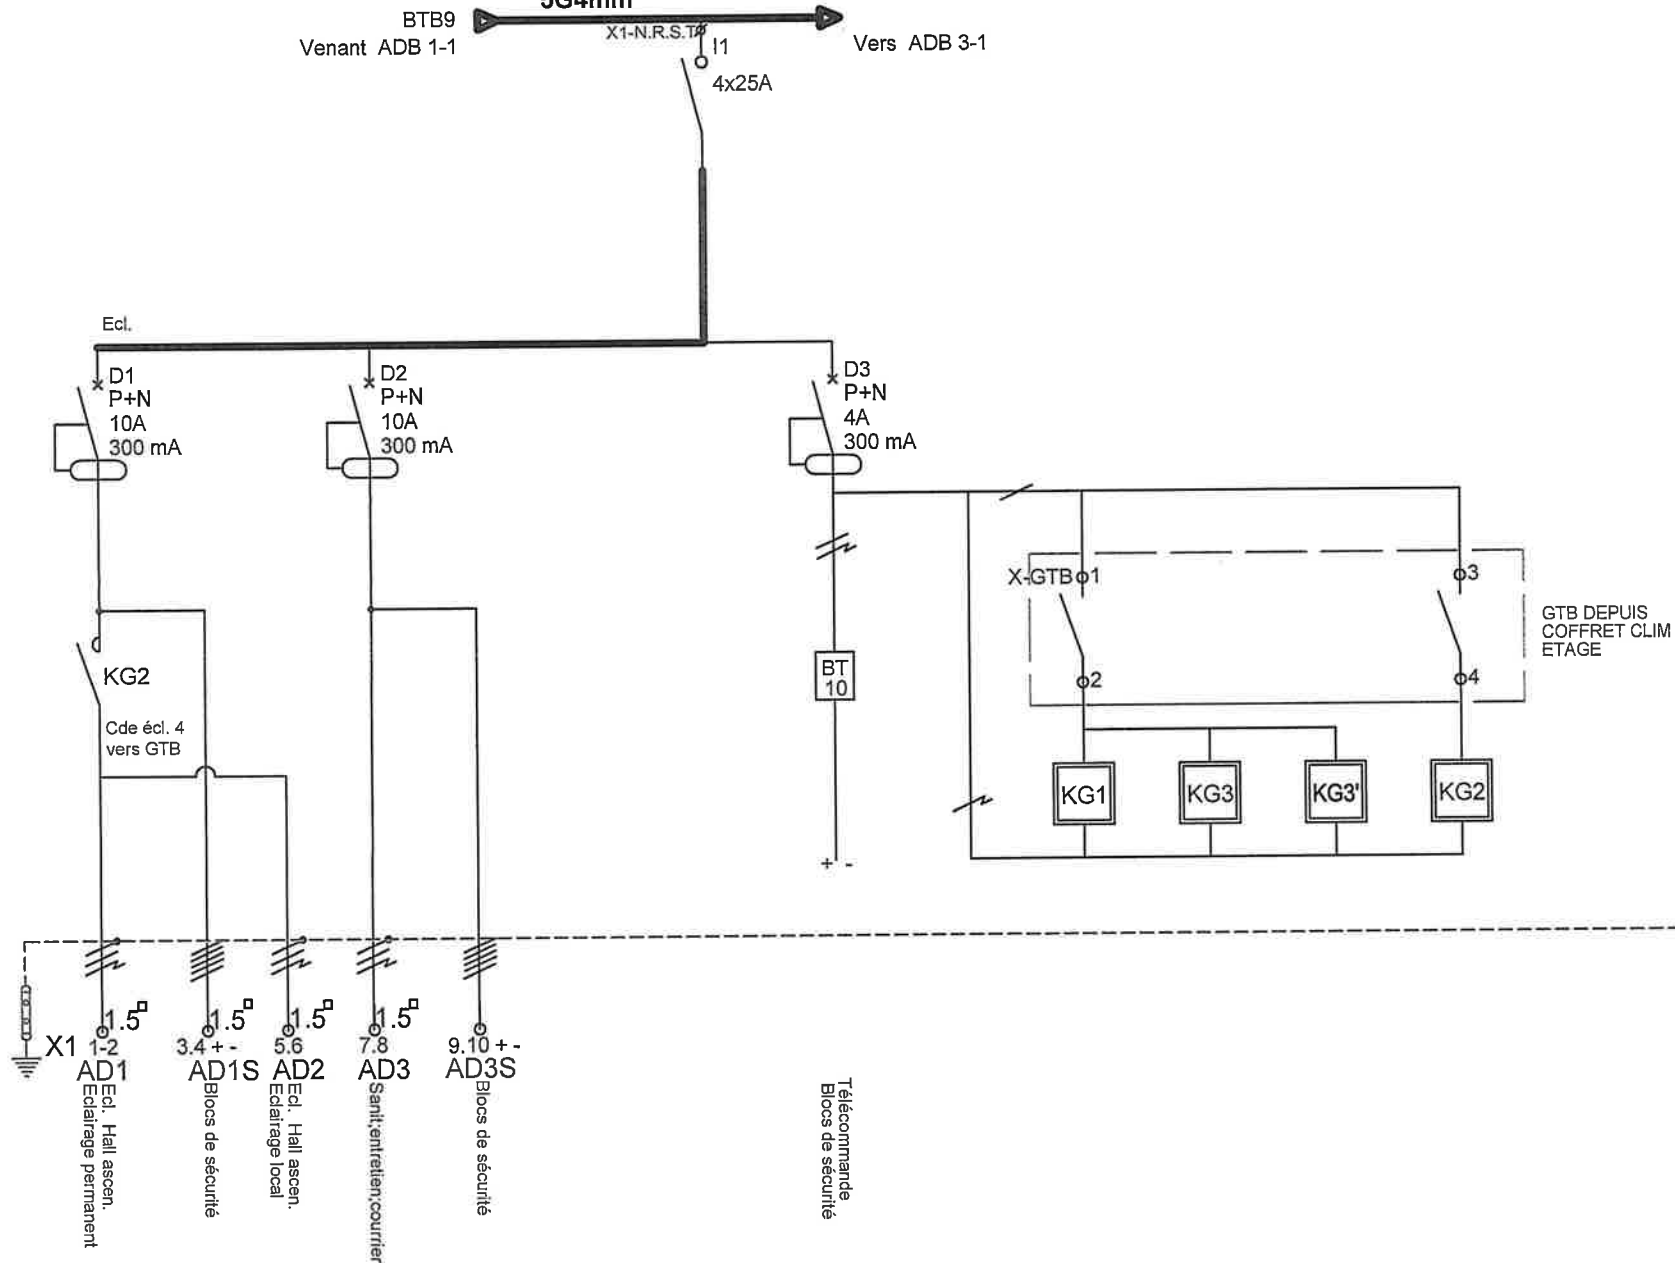 5G4mm
BTB9
Venant ADB 1-1
X1-N.R.S.T
I1
4x25A
Vers ADB 3-1
Ecl.
D1
P+N
10A
300 mA
D2
P+N
10A
300 mA
D3
P+N
4A
300 mA
KG2
Cde écl. 4
vers GTB
BT
10
+ -
X-GTB
1
2
3
4
GTB DEPUIS
COFFRET CLIM
ETAGE
KG1
KG3
KG3'
KG2
1.5
1.5
1.5
1.5
X1
1-2
3.4 + -
5.6
7.8
9.10 + -
AD1
AD1S
AD2
AD3
AD3S
Ecl. Hall ascen.
Eclairage permanent
Blocs de sécurité
Ecl. Hall ascen.
Eclairage local
Sanit;entretien;courrier
Blocs de sécurité
Télécommande
Blocs de sécurité